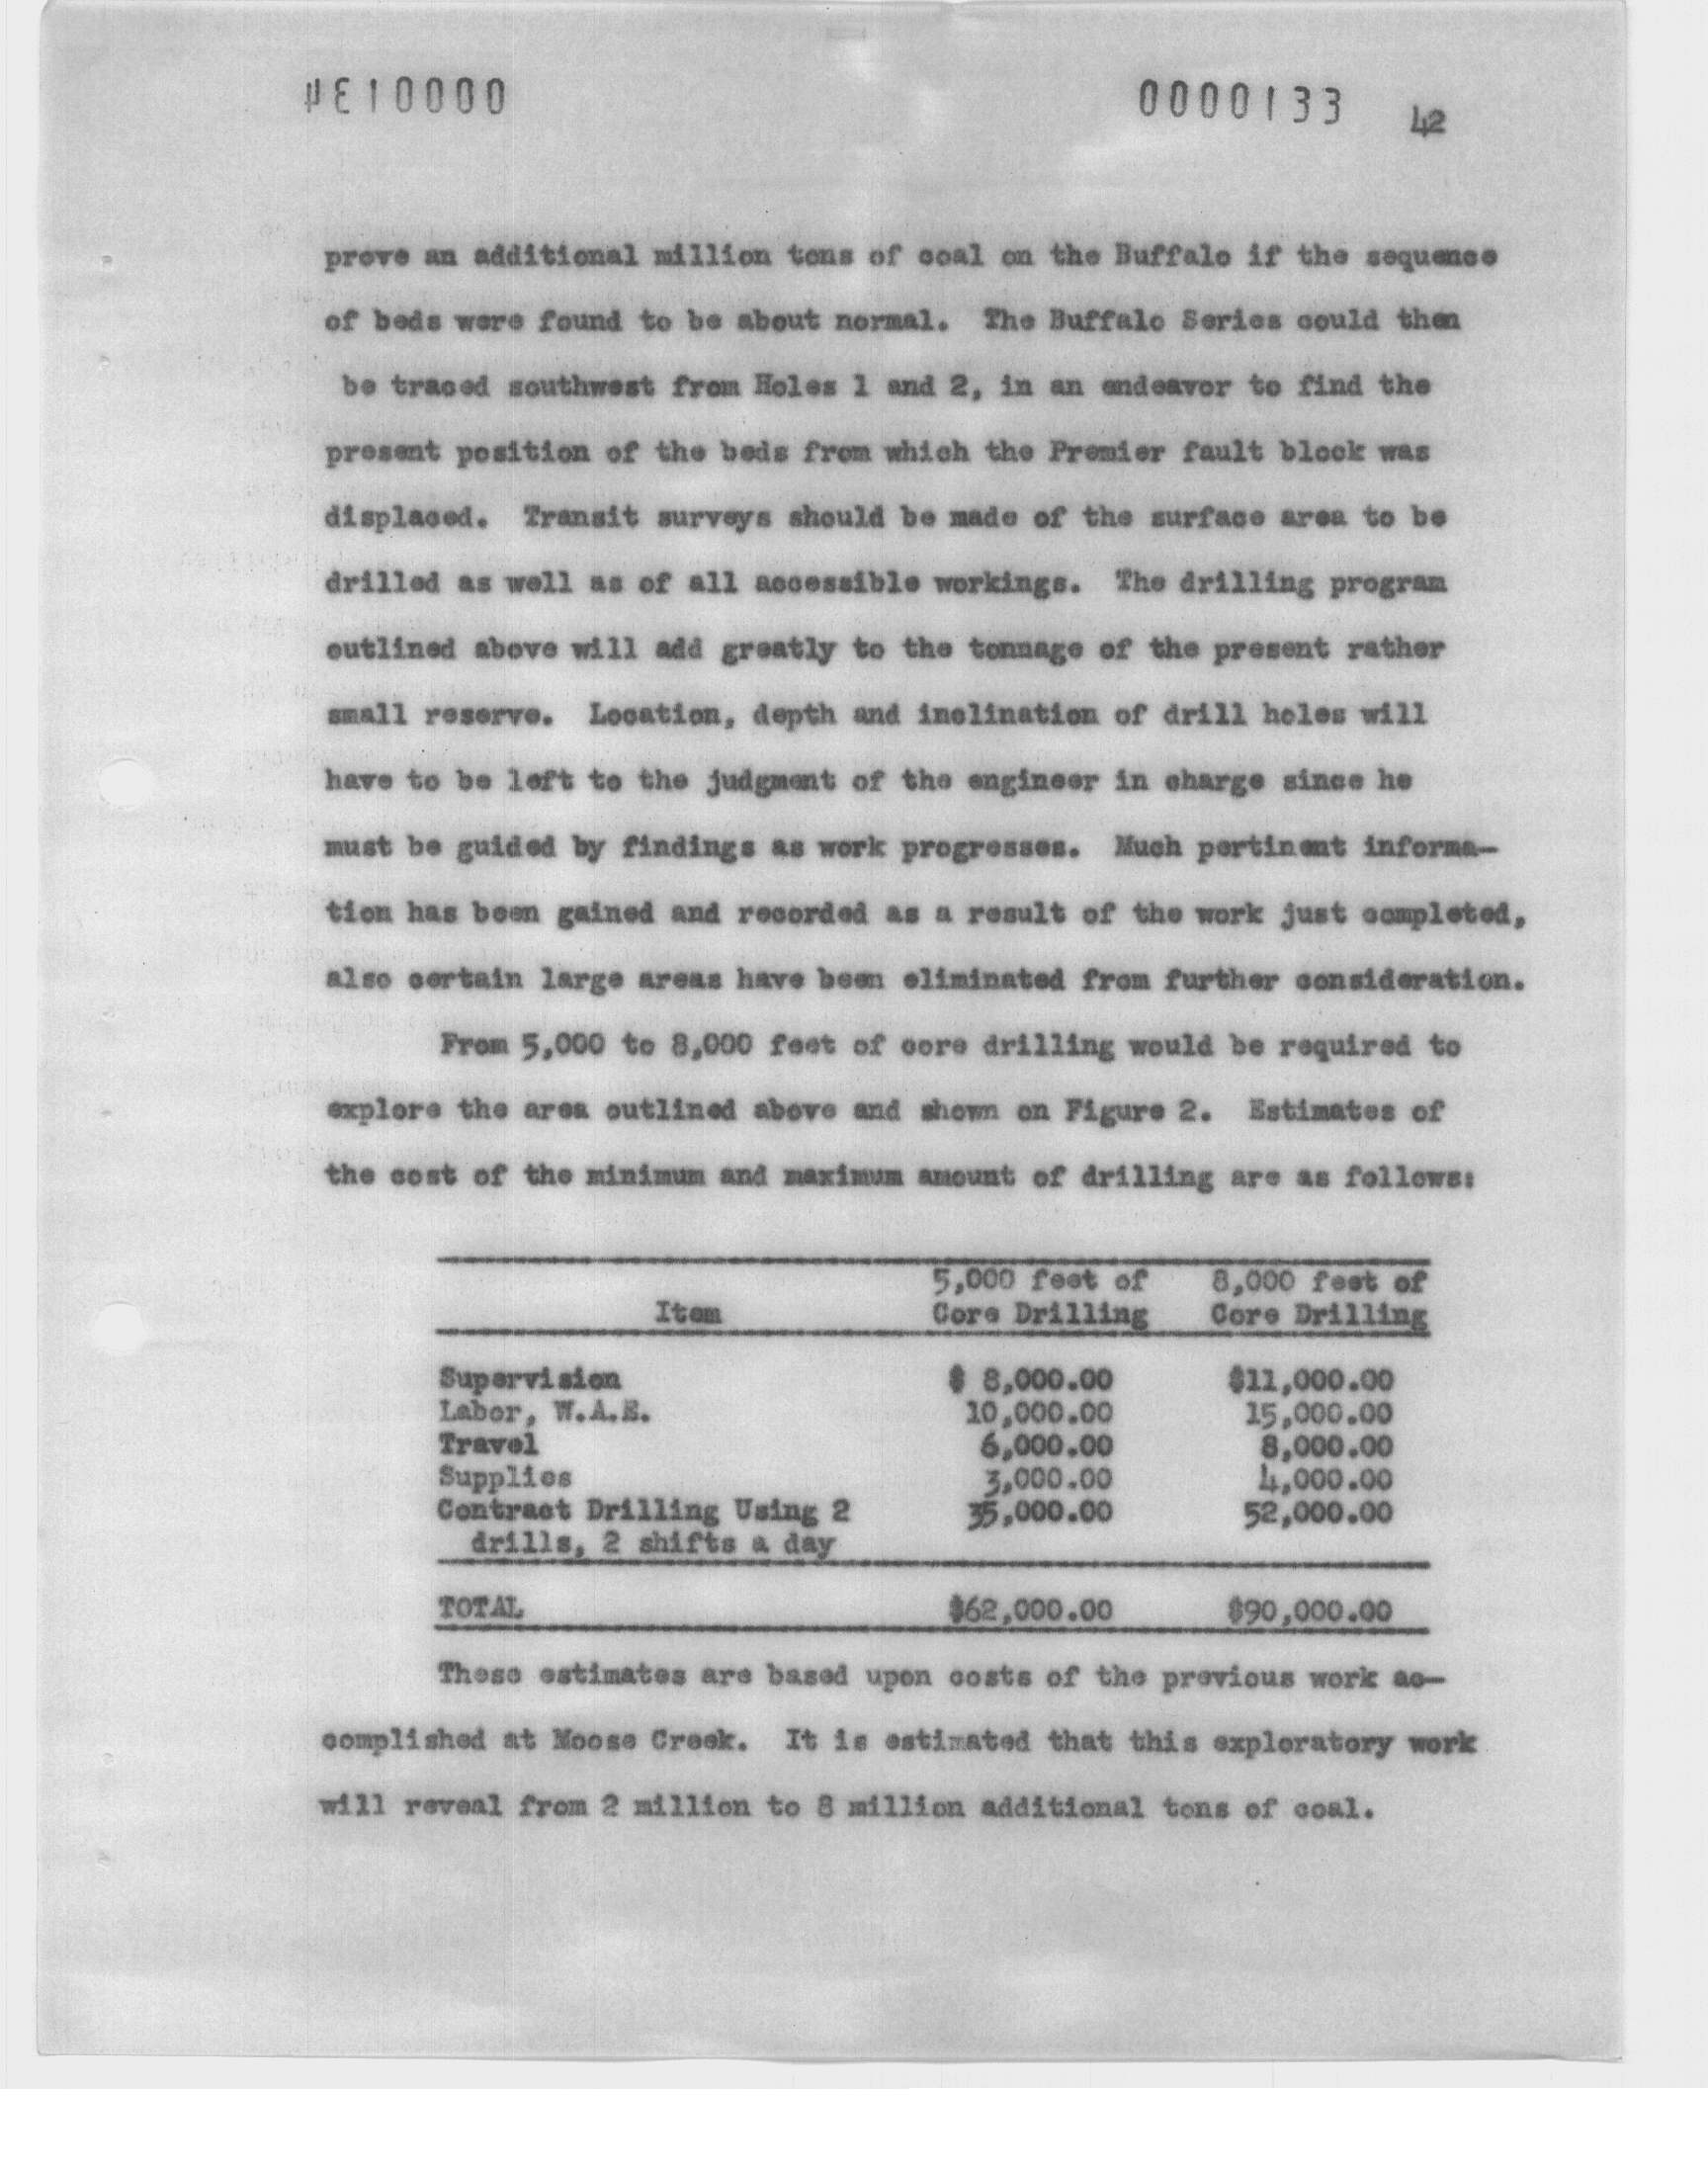 0000134
0000133 42
prove an additional million tons of coal on the Buffalo if the sequence
of beds were found to be about normal. The Buffalo Series could then
be traced southwest from Holes 1 and 2, in an endeavor to find the
present position of the beds from which the Premier fault block was
displaced. Transit surveys should be made of the surface area to be
drilled as well as of all accessible workings. The drilling program
outlined above will add greatly to the tonnage of the present rather
small reserve. Location, depth and inclination of drill holes will
have to be left to the judgment of the engineer in charge since he
must be guided by findings as work progresses. Much pertinent informa-
tion has been gained and recorded as a result of the work just completed,
also certain large areas have been eliminated from further consideration.
From 5,000 to 8,000 feet of core drilling would be required to
explore the area outlined above and shown on Figure 2. Estimates of
the cost of the minimum and maximum amount of drilling are as follows:
5,000 feet of 8,000 feet of
Item Core Drilling Core Drilling
Supervision $ 8,000.00 $11,000.00
Labor, W.A.E. 10,000.00 15,000.00
Travel 6,000.00 8,000.00
Supplies 3,000.00 4,000.00
Contract Drilling Using 2 35,000.00 52,000.00
drills, 2 shifts a day
TOTAL $62,000.00 $90,000.00
These estimates are based upon costs of the previous work ac-
complished at Moose Creek. It is estimated that this exploratory work
will reveal from 2 million to 8 million additional tons of coal.